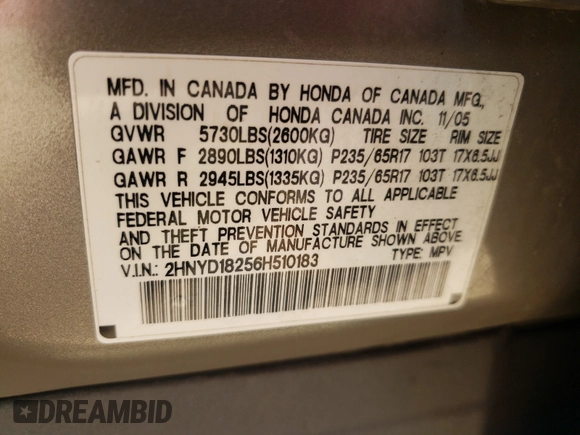 MFD. IN CANADA BY HONDA OF CANADA MFG.,
A DIVISION OF HONDA CANADA INC. 11/05
GVWR 5730LBS(2600KG) TIRE SIZE RIM SIZE
GAWR F 2890LBS(1310KG) P235/65R17 103T 17X6.5JJ
GAWR R 2945LBS(1335KG) P235/65R17 103T 17X6.5JJ
THIS VEHICLE CONFORMS TO ALL APPLICABLE
FEDERAL MOTOR VEHICLE SAFETY
AND THEFT PREVENTION STANDARDS IN EFFECT
ON THE DATE OF MANUFACTURE SHOWN ABOVE.
V.I.N.: 2HNYD18256H510183 TYPE: MPV
DREAMBID